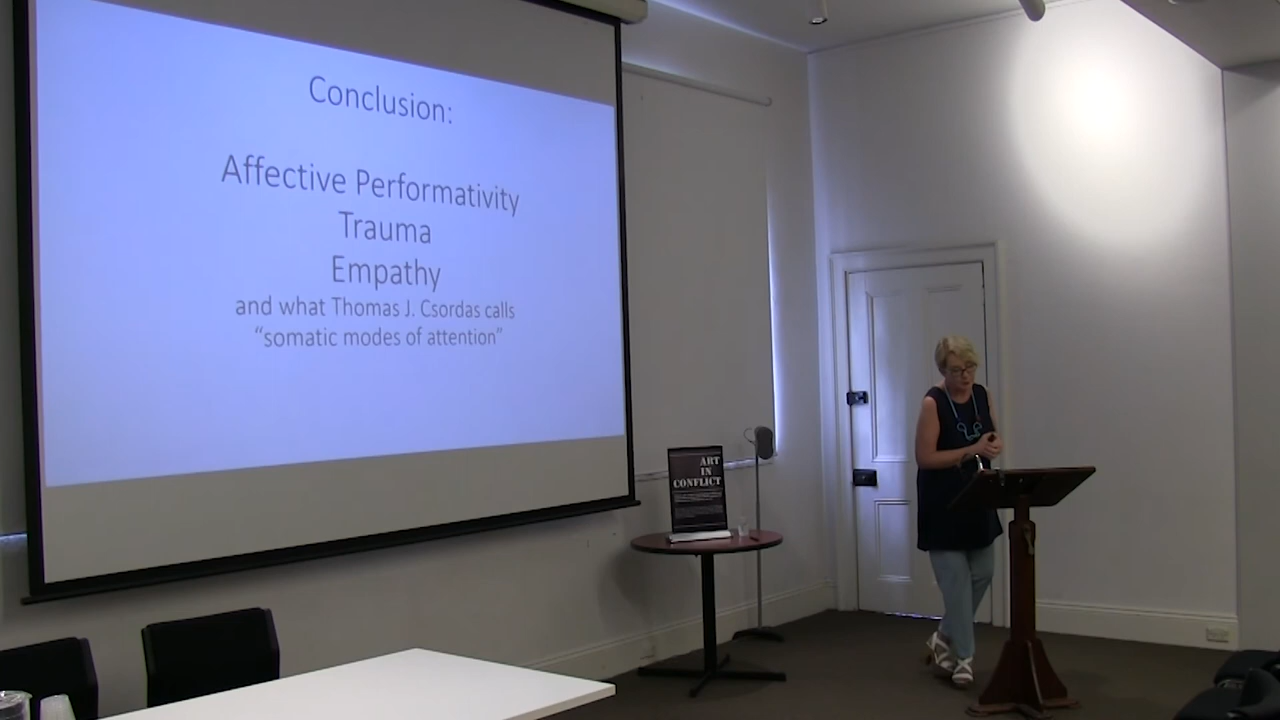 Conclusion:
Affective Performativity
Trauma
Empathy
and what Thomas J. Csordas calls
“somatic modes of attention”
ART
IN
CONFLICT